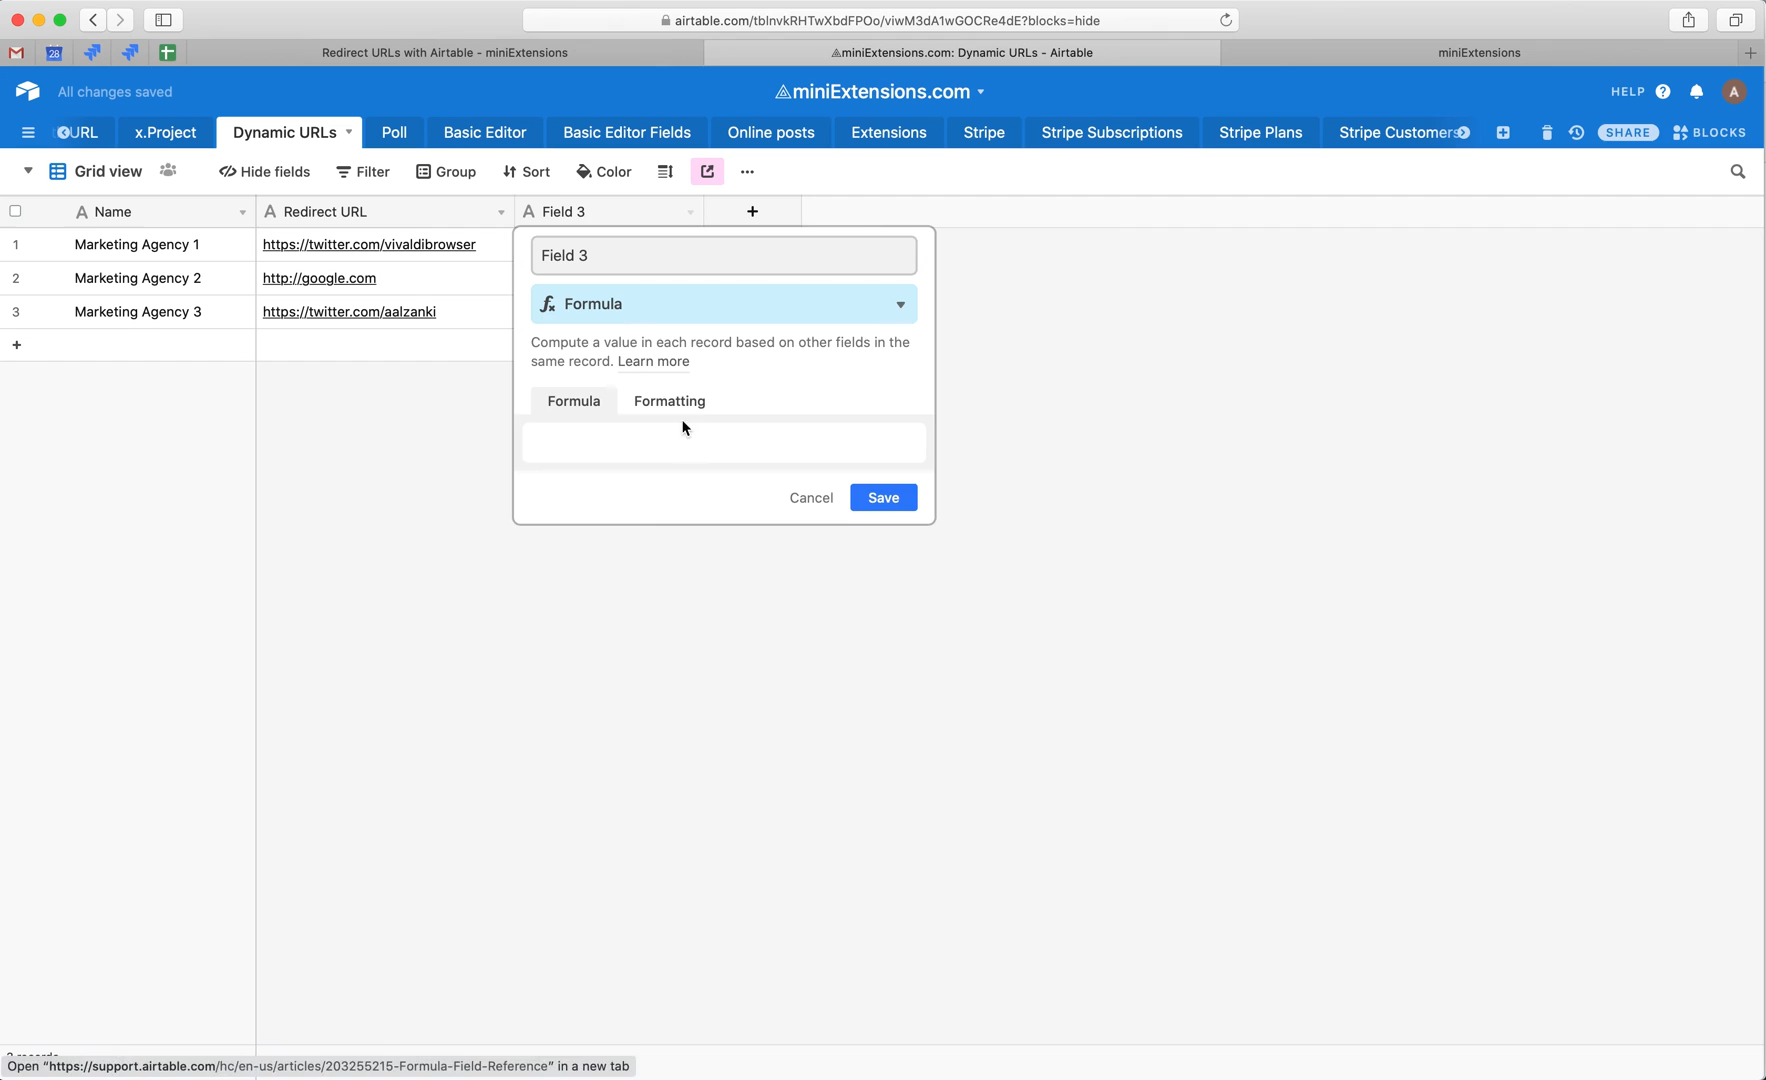 airtable.com/tblnvkRHTwXbdFPOo/viwM3dA1wGOCRe4dE?blocks=hide
28
Redirect URLs with Airtable - miniExtensions
miniExtensions.com: Dynamic URLs - Airtable
miniExtensions
All changes saved
miniExtensions.com
HELP
A
URL
x.Project
Dynamic URLs
Poll
Basic Editor
Basic Editor Fields
Online posts
Extensions
Stripe
Stripe Subscriptions
Stripe Plans
Stripe Customers
SHARE
BLOCKS
Grid view
Hide fields
Filter
Group
Sort
Color
Name
Redirect URL
Field 3
1
Marketing Agency 1
https://twitter.com/vivaldibrowser
2
Marketing Agency 2
http://google.com
3
Marketing Agency 3
https://twitter.com/aalzanki
Field 3
Formula
Compute a value in each record based on other fields in the
same record. Learn more
Formula
Formatting
Cancel
Save
Open “https://support.airtable.com/hc/en-us/articles/203255215-Formula-Field-Reference” in a new tab